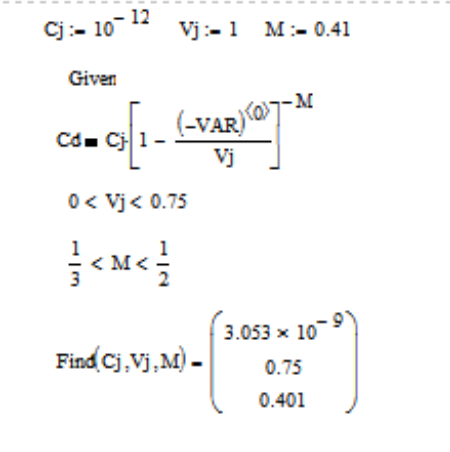 Cj := 10^-12 Vj := 1 M := 0.41
Given
Cd = Cj[1 - (-VAR)^⟨0⟩ / Vj]^-M
0 < Vj < 0.75
1/3 < M < 1/2
Find(Cj,Vj,M) = (3.053 × 10^-9
0.75
0.401)